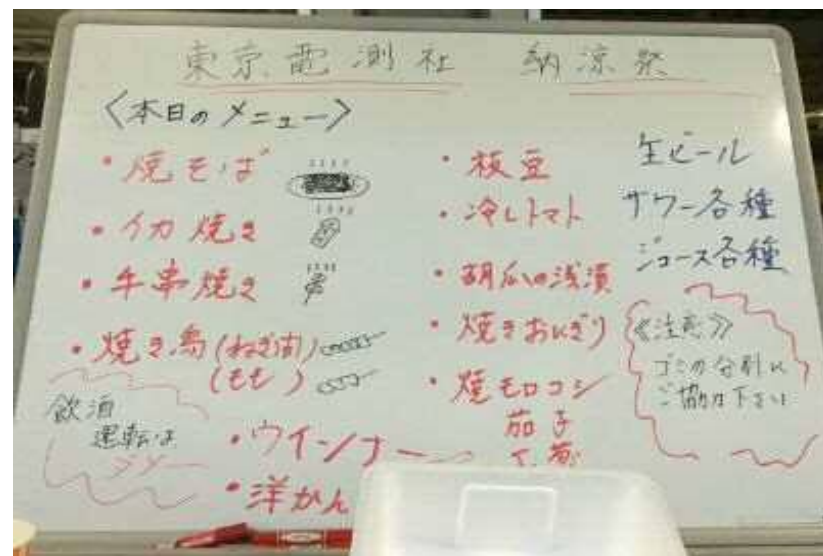 東京電測社 納涼祭
〈本日のメニュー〉
・焼そば
・イカ焼き
・牛串焼き
・焼き鳥(ねぎ間)
(もも)
・ウインナー
・洋かん
・枝豆
・冷しトマト
・胡瓜の浅漬
・焼きおにぎり
・焼モロコシ
茄子
生ビール
サワー各種
ジュース各種
《注意》
ゴミの分別に
ご協力下さい
飲酒
運転は